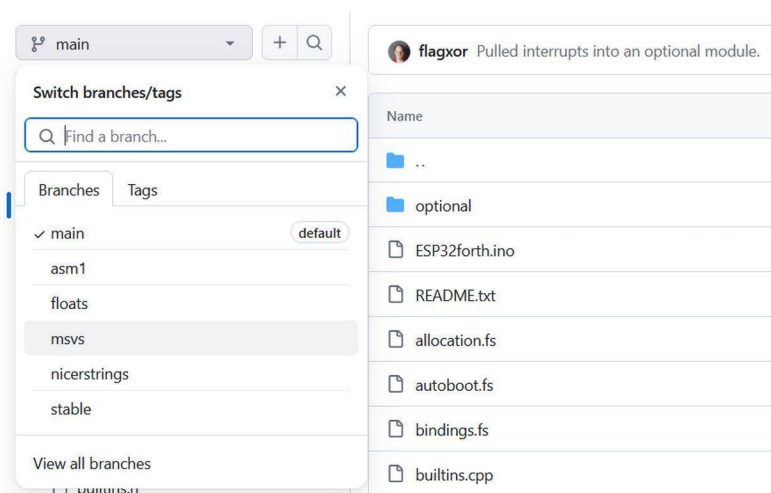 main
Switch branches/tags
Find a branch...
Branches
Tags
main
default
asm1
floats
msvs
nicerstrings
stable
View all branches
flagxor Pulled interrupts into an optional module.
Name
..
optional
ESP32forth.ino
README.txt
allocation.fs
autoboot.fs
bindings.fs
builtins.cpp